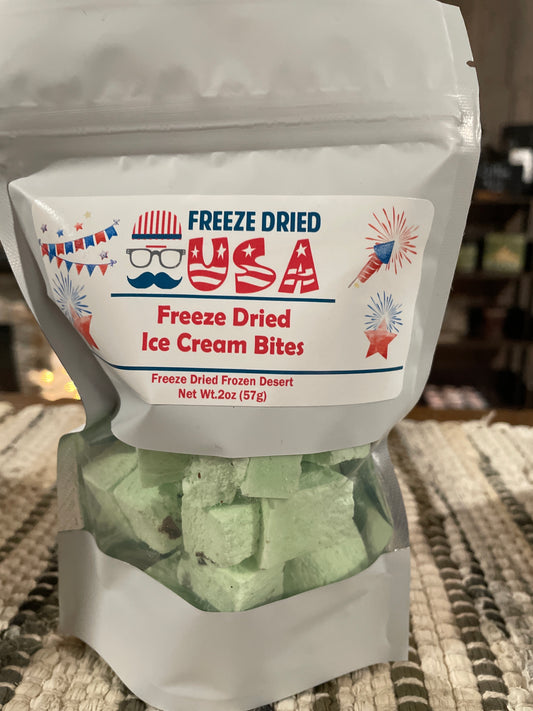 FREEZE DRIED
USA
Freeze Dried
Ice Cream Bites
Freeze Dried Frozen Desert
Net Wt.2oz (57g)